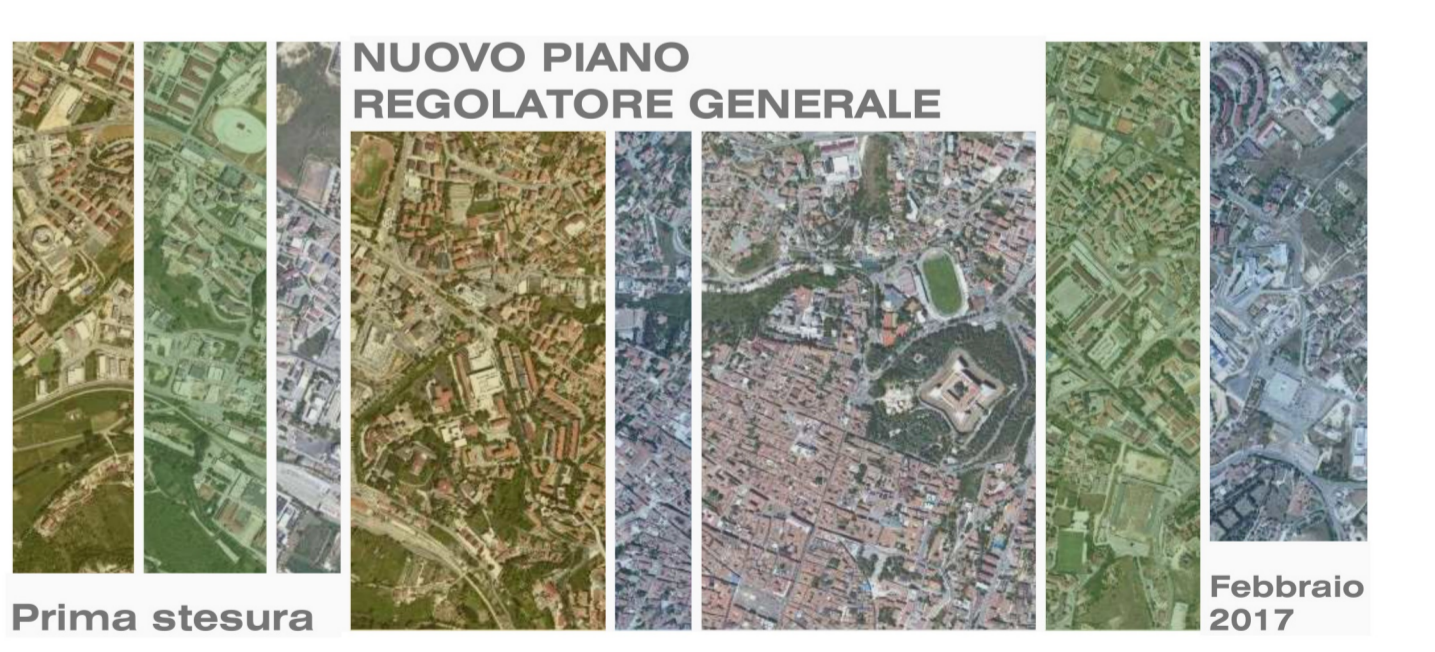 NUOVO PIANO
REGOLATORE GENERALE
Prima stesura
Febbraio
2017